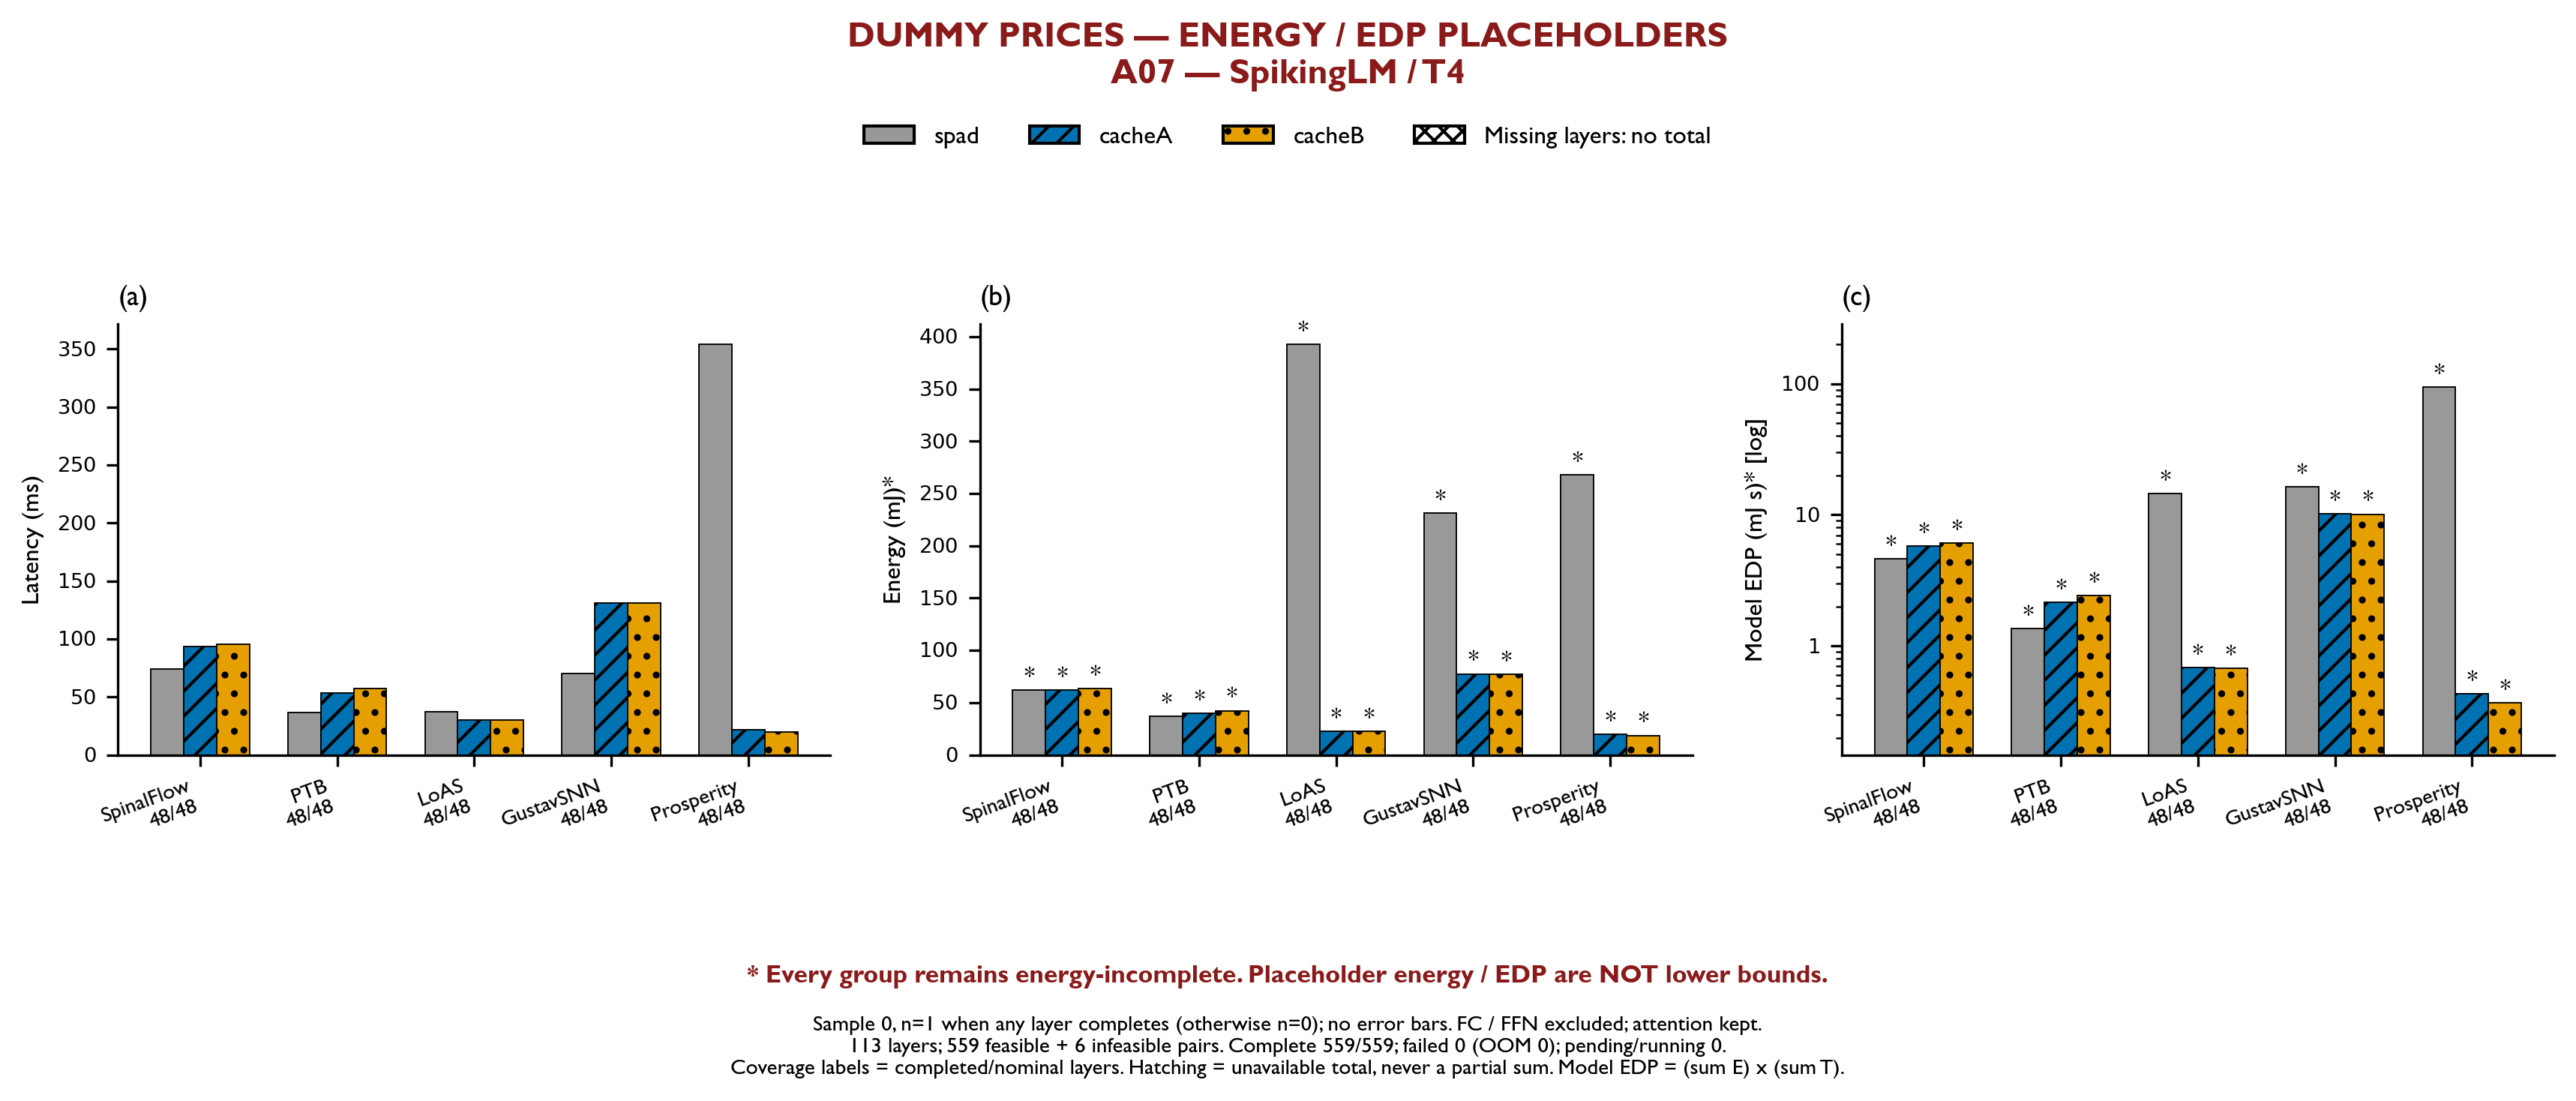 DUMMY PRICES — ENERGY / EDP PLACEHOLDERS
A07 — SpikingLM / T4
spad
cacheA
cacheB
Missing layers: no total
(a)
Latency (ms)
350
300
250
200
150
100
50
0
SpinalFlow
48/48
PTB
48/48
LoAS
48/48
GustavSNN
48/48
Prosperity
48/48
(b)
Energy (mJ)*
400
350
300
250
200
150
100
50
0
* * *
* * *
* * *
* * *
* * *
SpinalFlow
48/48
PTB
48/48
LoAS
48/48
GustavSNN
48/48
Prosperity
48/48
(c)
Model EDP (mJ s)* [log]
100
10
1
* * *
* * *
* * *
* * *
* * *
SpinalFlow
48/48
PTB
48/48
LoAS
48/48
GustavSNN
48/48
Prosperity
48/48
* Every group remains energy-incomplete. Placeholder energy / EDP are NOT lower bounds.
Sample 0, n=1 when any layer completes (otherwise n=0); no error bars. FC / FFN excluded; attention kept.
113 layers; 559 feasible + 6 infeasible pairs. Complete 559/559; failed 0 (OOM 0); pending/running 0.
Coverage labels = completed/nominal layers. Hatching = unavailable total, never a partial sum. Model EDP = (sum E) x (sum T).